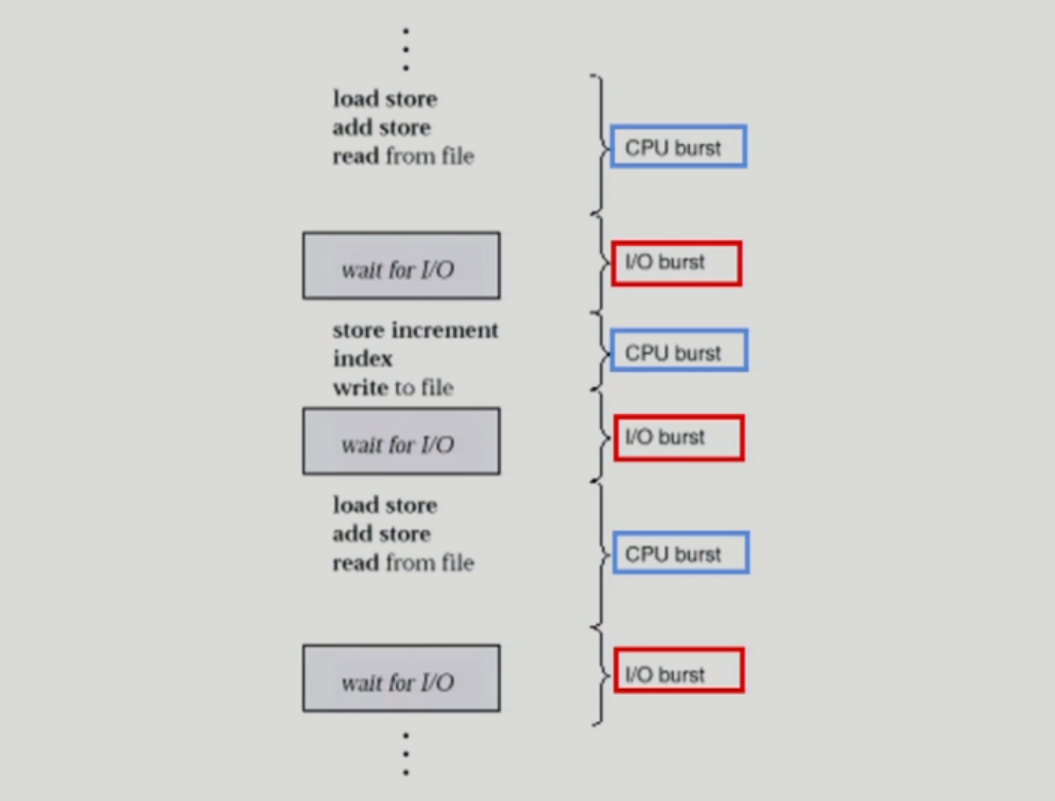 load store
add store
read from file
CPU burst
wait for I/O
I/O burst
store increment
index
write to file
CPU burst
wait for I/O
I/O burst
load store
add store
read from file
CPU burst
wait for I/O
I/O burst